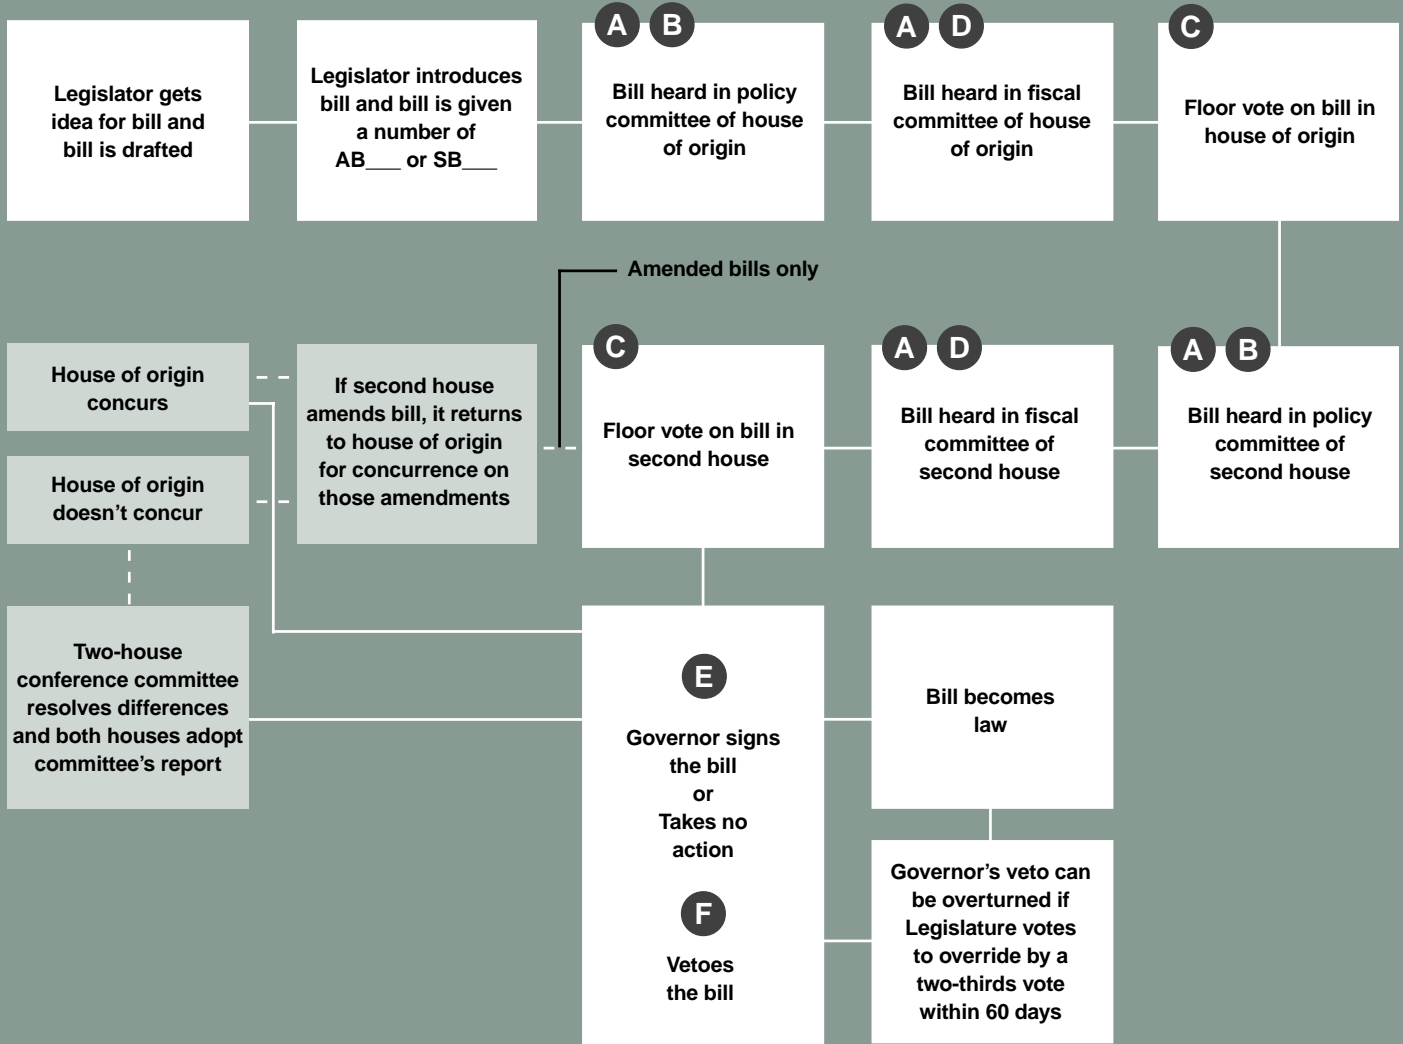 A B
A D
C
Legislator gets
idea for bill and
bill is drafted
Legislator introduces
bill and bill is given
a number of
AB___ or SB___
Bill heard in policy
committee of house
of origin
Bill heard in fiscal
committee of house
of origin
Floor vote on bill in
house of origin
Amended bills only
A B
Bill heard in policy
committee of
second house
A D
Bill heard in fiscal
committee of
second house
C
Floor vote on bill in
second house
If second house
amends bill, it returns
to house of origin
for concurrence on
those amendments
House of origin
concurs
House of origin
doesn’t concur
Two-house
conference committee
resolves differences
and both houses adopt
committee’s report
E
Governor signs
the bill
or
Takes no
action
F
Vetoes
the bill
Bill becomes
law
Governor’s veto can
be overturned if
Legislature votes
to override by a
two-thirds vote
within 60 days